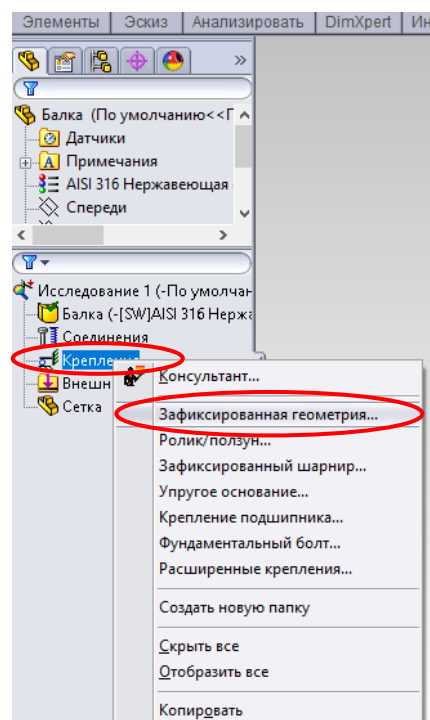 Элементы Эскиз Анализировать DimXpert Ин
»
Балка (По умолчанию<<Г
Датчики
Примечания
AISI 316 Нержавеющая
Спереди
Исследование 1 (-По умолчан
Балка (-[SW]AISI 316 Нержа
Соединения
Крепления
Внешн
Сетка
Консультант...
Зафиксированная геометрия...
Ролик/ползун...
Зафиксированный шарнир...
Упругое основание...
Крепление подшипника...
Фундаментальный болт...
Расширенные крепления...
Создать новую папку
Скрыть все
Отобразить все
Копировать